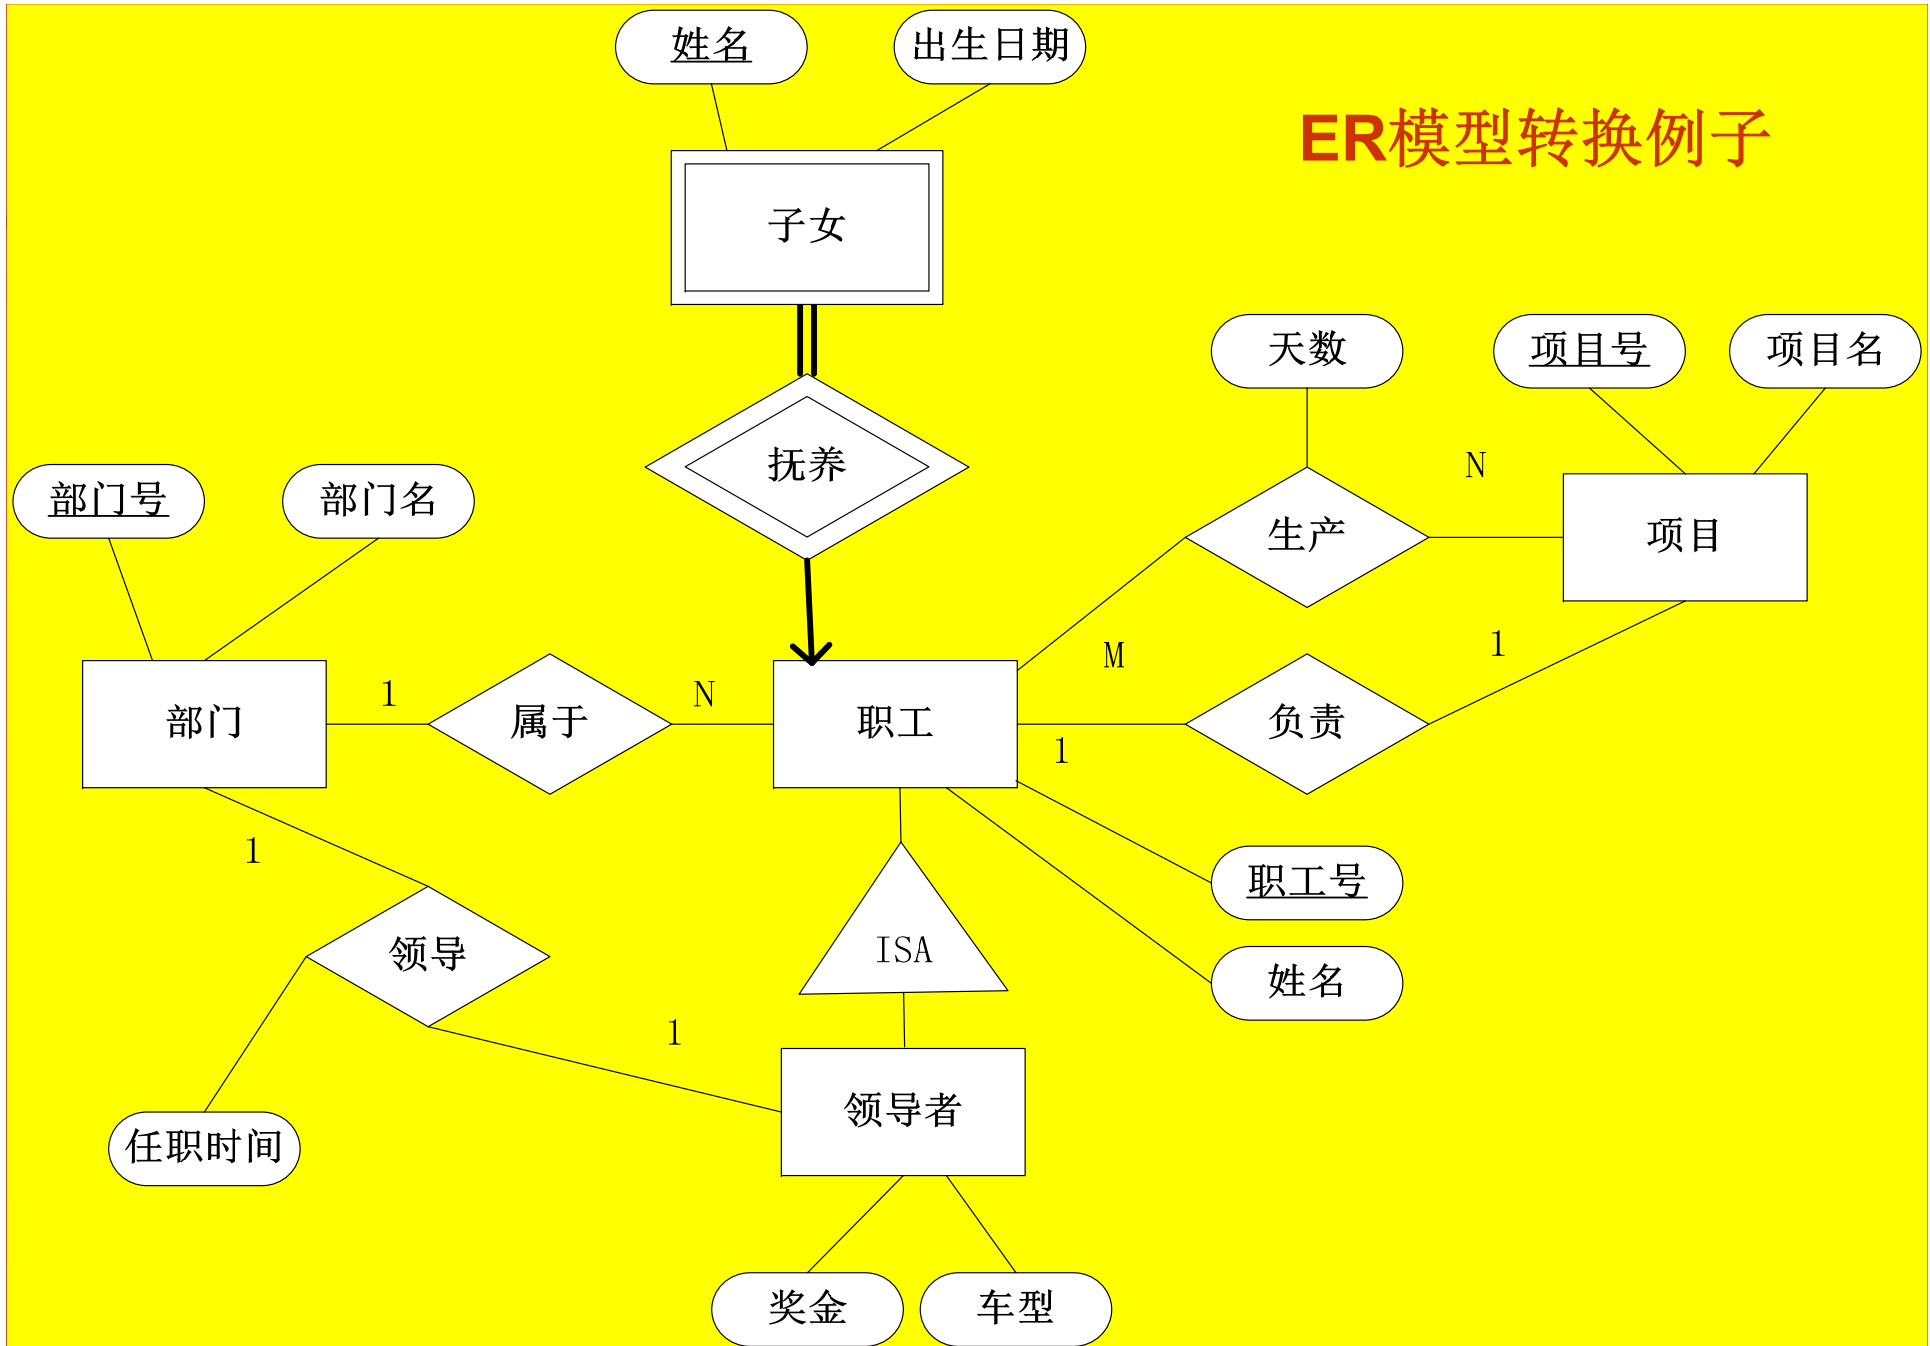 姓名
出生日期
ER模型转换例子
子女
天数
项目号
项目名
抚养
N
部门号
部门名
生产
项目
M
1
1
N
部门
属于
职工
负责
1
1
职工号
领导
ISA
姓名
1
领导者
任职时间
奖金
车型